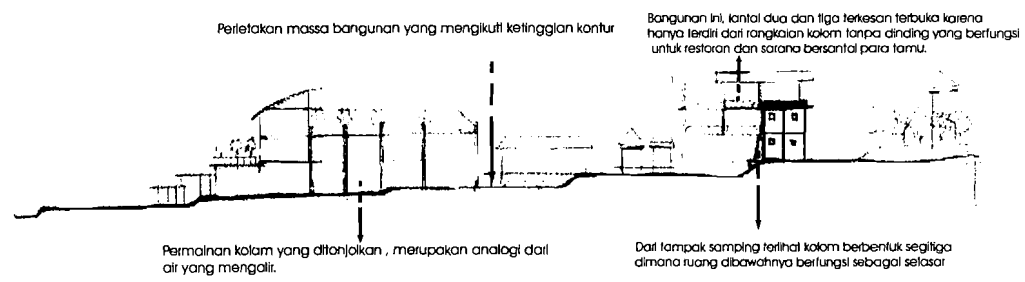 Perletakan massa bangunan yang mengikuti ketinggian kontur
Bangunan ini, lantai dua dan tiga terkesan terbuka karena
hanya terdiri dari rangkaian kolom tanpa dinding yang berfungsi
untuk restoran dan sarana bersantai para tamu.
Permainan kolam yang ditonjolkan , merupakan analogi dari
air yang mengalir.
Dari tampak samping terlihat kolom berbentuk segitiga
dimana ruang dibawahnya berfungsi sebagai selasar